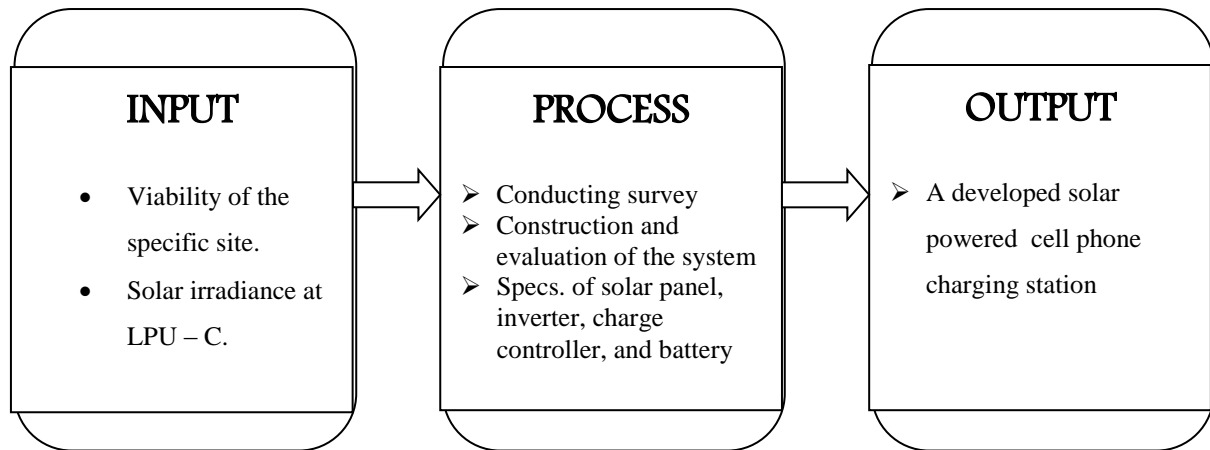 INPUT
• Viability of the
specific site.
• Solar irradiance at
LPU – C.
PROCESS
➢ Conducting survey
➢ Construction and
evaluation of the system
➢ Specs. of solar panel,
inverter, charge
controller, and battery
OUTPUT
➢ A developed solar
powered cell phone
charging station